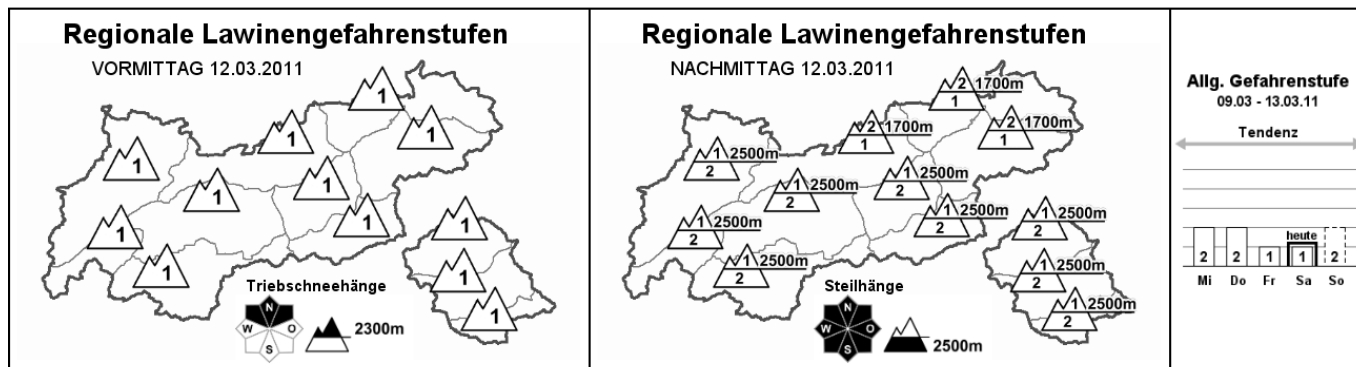 Regionale Lawinengefahrenstufen
VORMITTAG 12.03.2011
1
1
1
1
1
1
1
1
1
1
1
1
1
Triebschneehänge
N
W O
S
2300m
Regionale Lawinengefahrenstufen
NACHMITTAG 12.03.2011
2 1700m
1
2 1700m
1
2 1700m
1
1 2500m
2
1 2500m
2
1 2500m
2
1 2500m
2
1 2500m
2
1 2500m
2
1 2500m
2
1 2500m
2
1 2500m
2
Steilhänge
N
W O
S
2500m
Allg. Gefahrenstufe
09.03 - 13.03.11
Tendenz
heute
2 2 1 1 2
Mi Do Fr Sa So